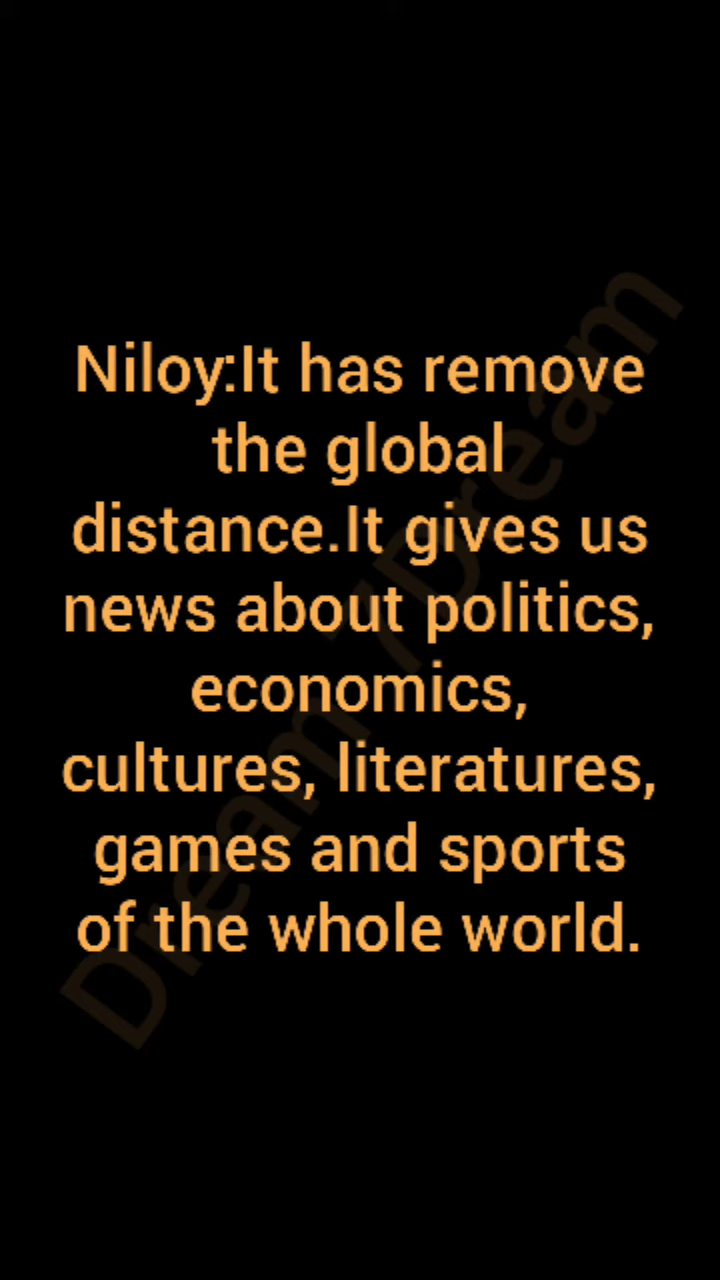 Niloy:It has remove
the global
distance.It gives us
news about politics,
economics,
cultures, literatures,
games and sports
of the whole world.
Dream 7Dream